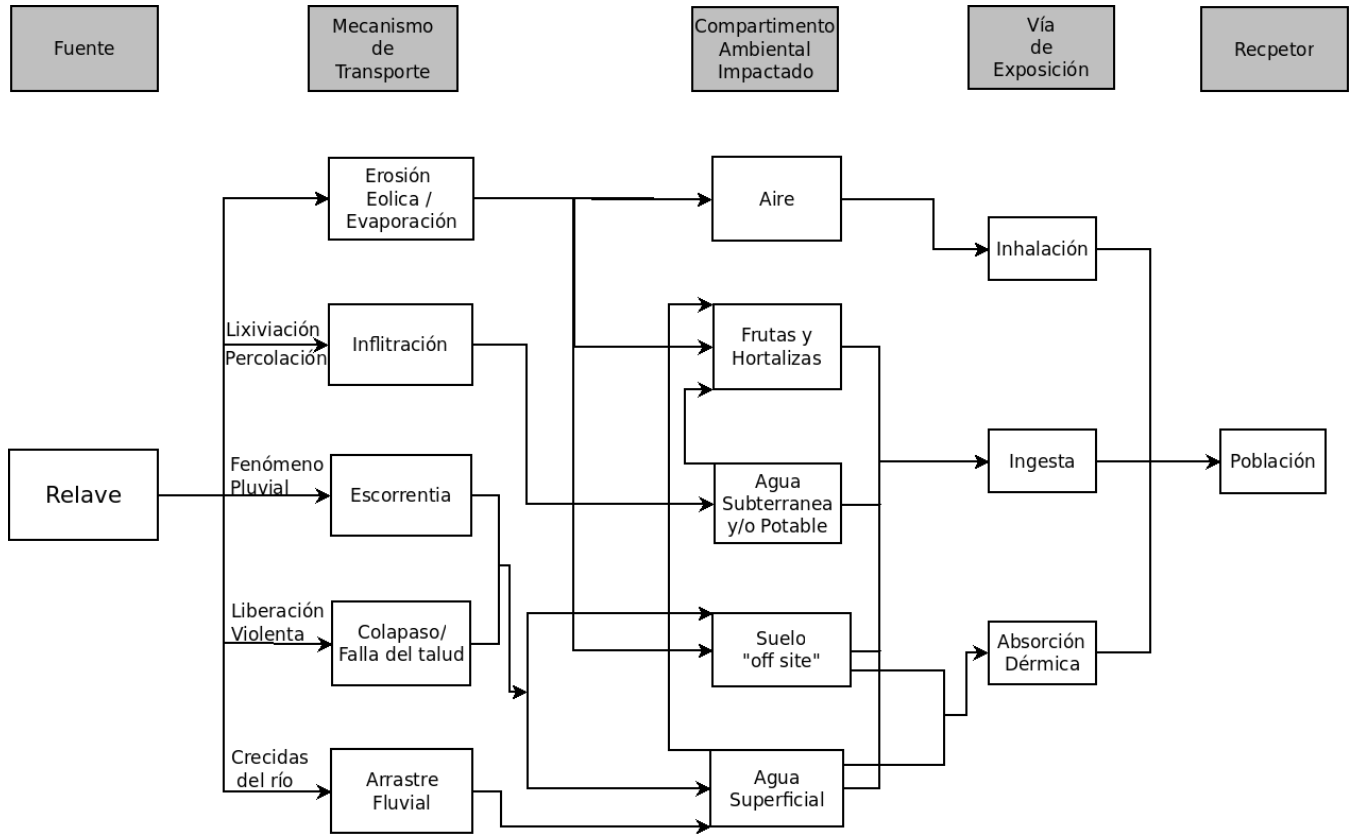 Fuente
Mecanismo
de
Transporte
Compartimento
Ambiental
Impactado
Vía
de
Exposición
Recpetor
Erosión
Eolica /
Evaporación
Aire
Inhalación
Lixiviación
Percolación
Inflitración
Frutas y
Hortalizas
Relave
Fenómeno
Pluvial
Escorrentia
Agua
Subterranea
y/o Potable
Ingesta
Población
Liberación
Violenta
Colapaso/
Falla del talud
Suelo
"off site"
Absorción
Dérmica
Crecidas
del río
Arrastre
Fluvial
Agua
Superficial